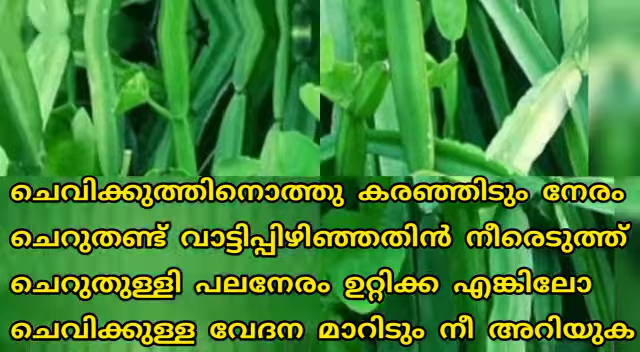 ചെവിക്കുത്തിനൊത്തു കരഞ്ഞിടും നേരം
ചെറുതണ്ട് വാട്ടിപ്പിഴിഞ്ഞതിൻ നീരെടുത്ത്
ചെറുതുള്ളി പലനേരം ഉറ്റിക്ക എങ്കിലോ
ചെവിക്കുള്ള വേദന മാറിടും നീ അറിയുക